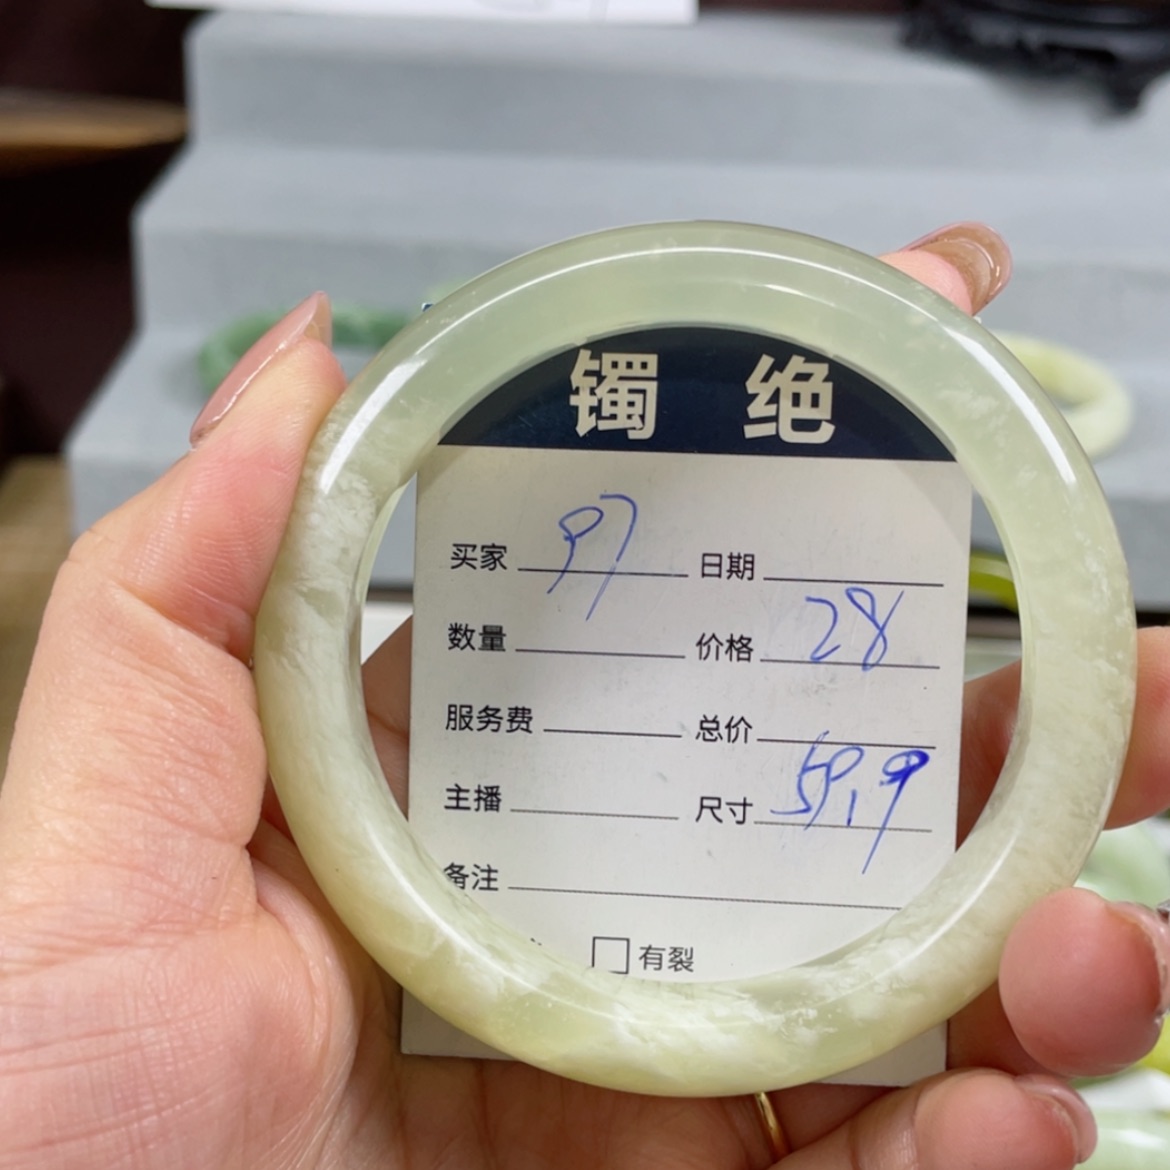 镯 绝
买家 97 日期
数量 价格 28
服务费 总价
主播 尺寸 59.9
备注
有裂